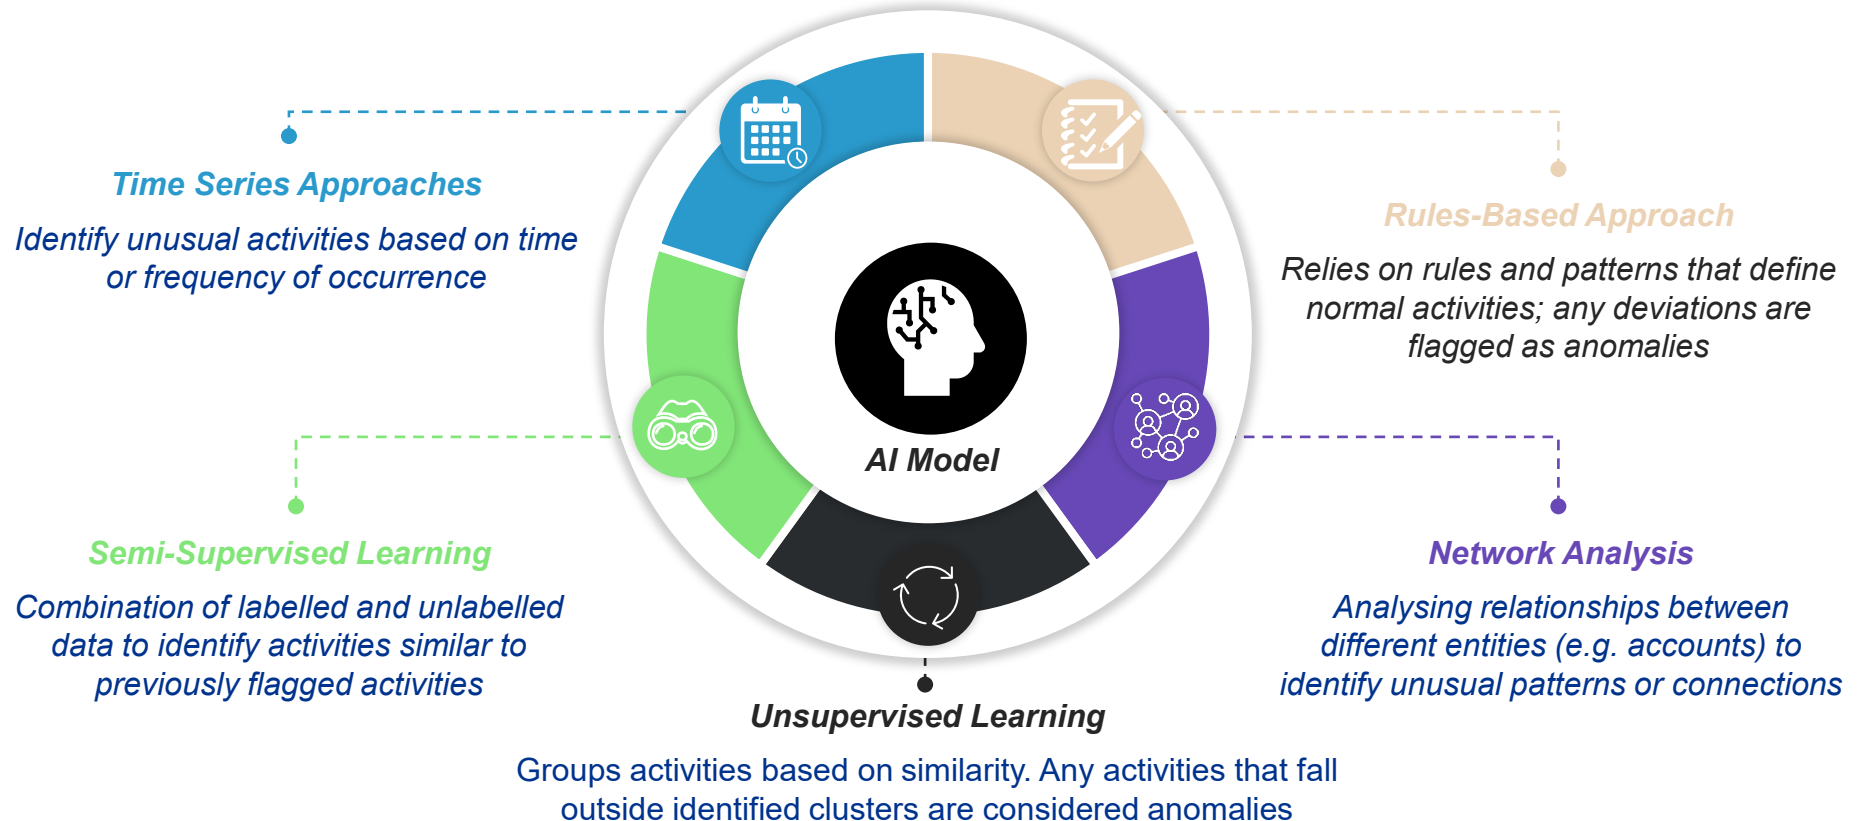 Time Series Approaches
Identify unusual activities based on time
or frequency of occurrence
Rules-Based Approach
Relies on rules and patterns that define
normal activities; any deviations are
flagged as anomalies
AI Model
Semi-Supervised Learning
Combination of labelled and unlabelled
data to identify activities similar to
previously flagged activities
Network Analysis
Analysing relationships between
different entities (e.g. accounts) to
identify unusual patterns or connections
Unsupervised Learning
Groups activities based on similarity. Any activities that fall
outside identified clusters are considered anomalies